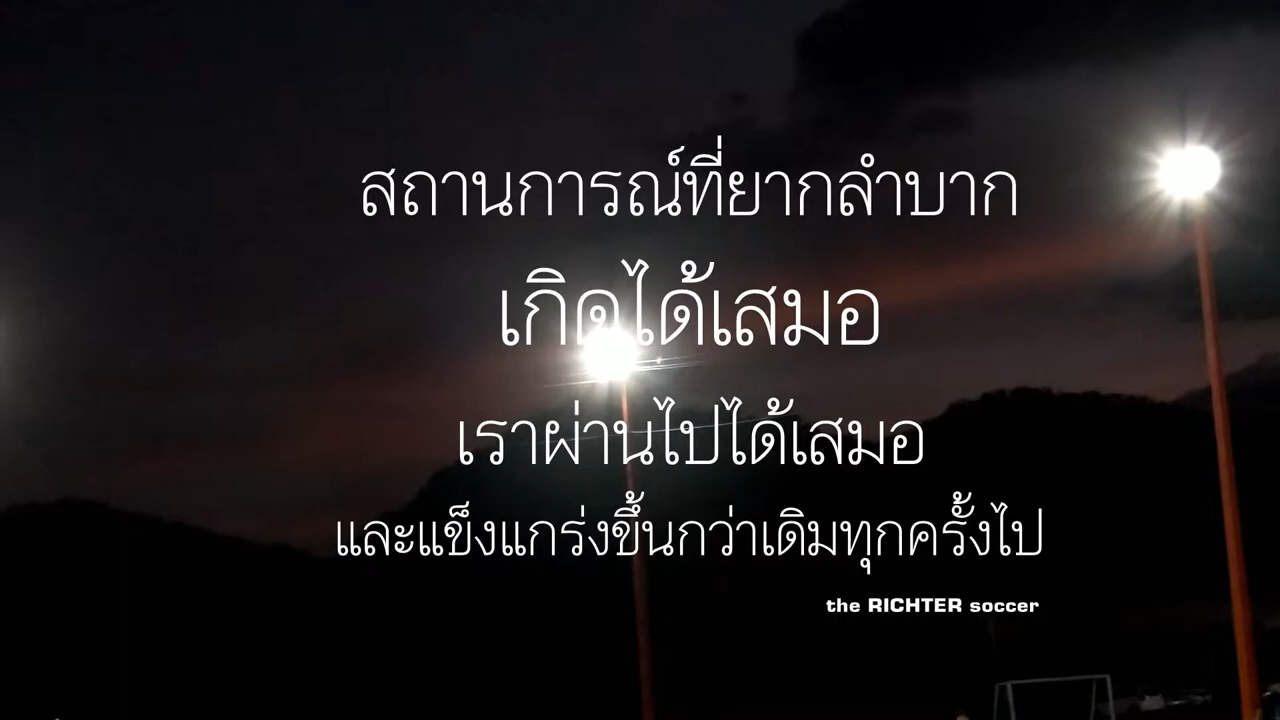 สถานการณ์ที่ยากลำบาก
เกิดได้เสมอ
เราผ่านไปได้เสมอ
และแข็งแกร่งขึ้นกว่าเดิมทุกครั้งไป
the RICHTER soccer